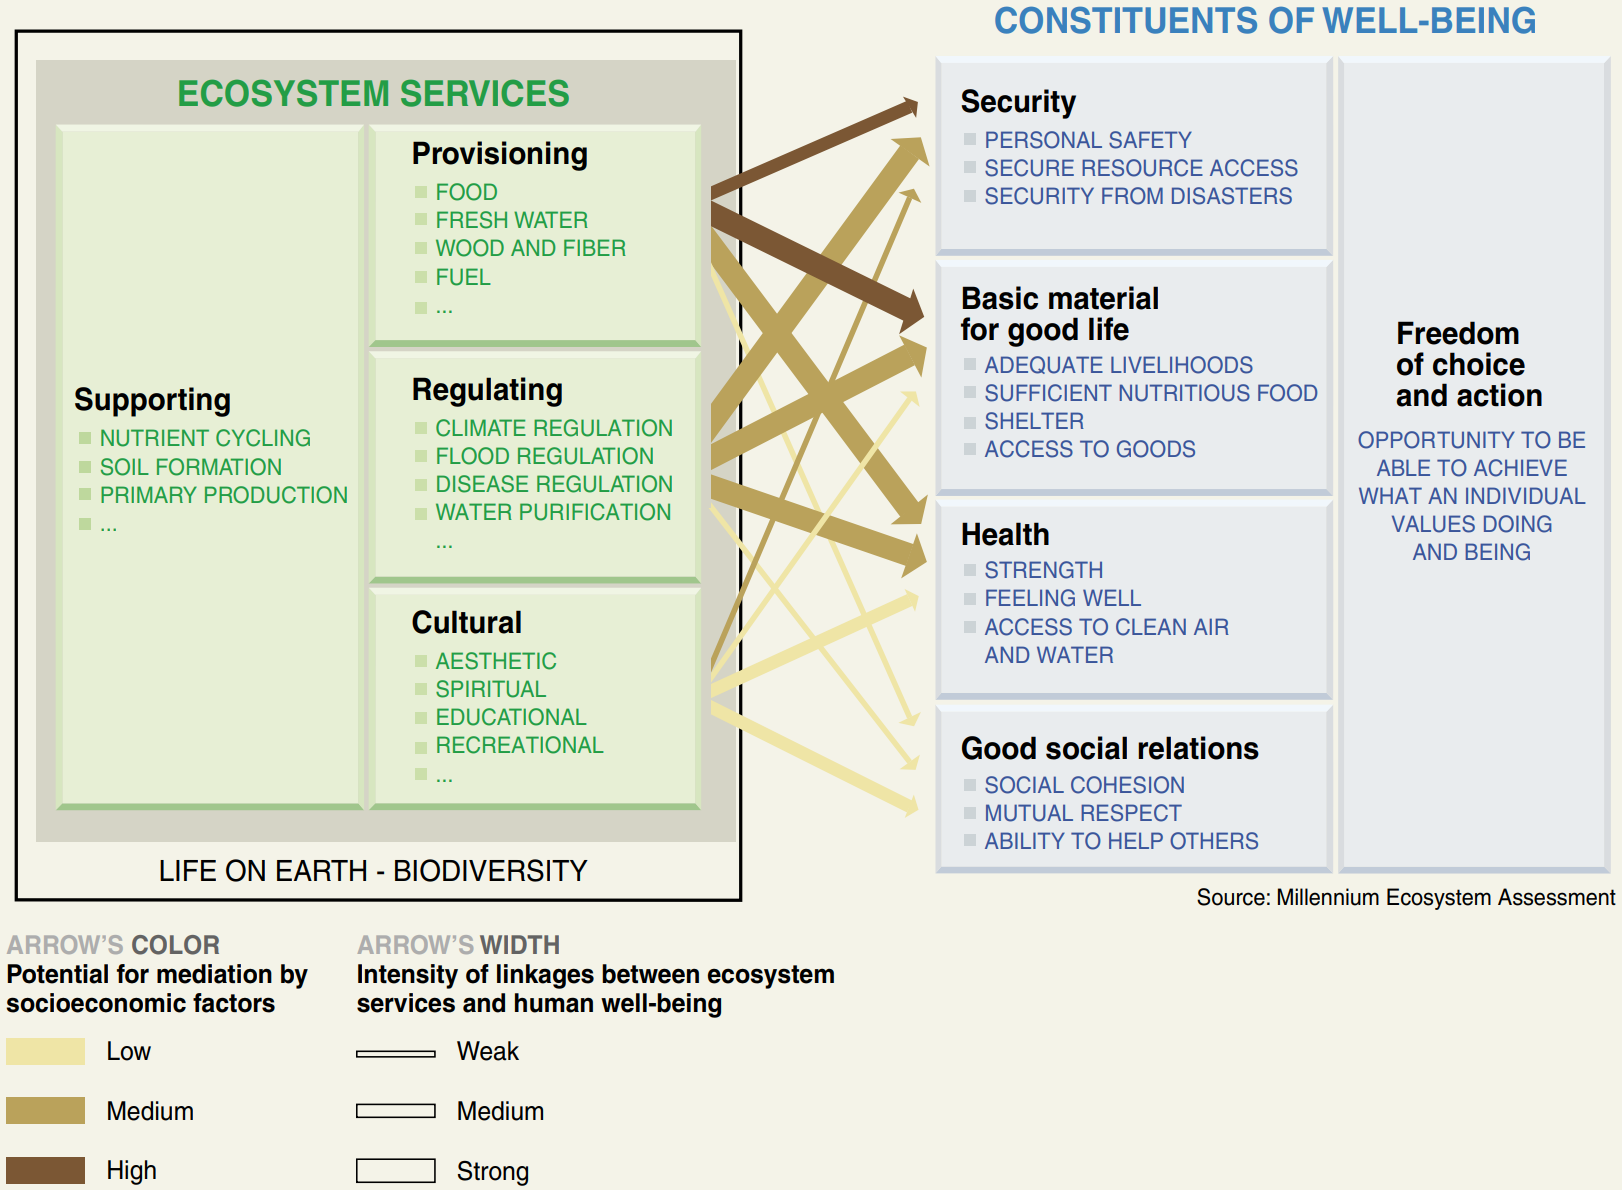 CONSTITUENTS OF WELL-BEING
ECOSYSTEM SERVICES
Supporting
NUTRIENT CYCLING
SOIL FORMATION
PRIMARY PRODUCTION
...
Provisioning
FOOD
FRESH WATER
WOOD AND FIBER
FUEL
...
Regulating
CLIMATE REGULATION
FLOOD REGULATION
DISEASE REGULATION
WATER PURIFICATION
...
Cultural
AESTHETIC
SPIRITUAL
EDUCATIONAL
RECREATIONAL
...
LIFE ON EARTH - BIODIVERSITY
Security
PERSONAL SAFETY
SECURE RESOURCE ACCESS
SECURITY FROM DISASTERS
Basic material
for good life
ADEQUATE LIVELIHOODS
SUFFICIENT NUTRITIOUS FOOD
SHELTER
ACCESS TO GOODS
Health
STRENGTH
FEELING WELL
ACCESS TO CLEAN AIR
AND WATER
Good social relations
SOCIAL COHESION
MUTUAL RESPECT
ABILITY TO HELP OTHERS
Freedom
of choice
and action
OPPORTUNITY TO BE
ABLE TO ACHIEVE
WHAT AN INDIVIDUAL
VALUES DOING
AND BEING
Source: Millennium Ecosystem Assessment
ARROW'S COLOR
Potential for mediation by
socioeconomic factors
Low
Medium
High
ARROW'S WIDTH
Intensity of linkages between ecosystem
services and human well-being
Weak
Medium
Strong